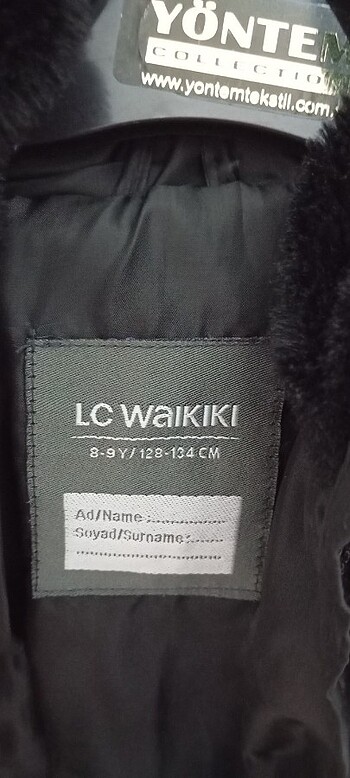 YÖNTEM
COLLECTION
www.yontemtekstil.com.
LC WAIKIKI
8-9 Y/128-134 CM
Ad/Name:..............
Soyad/Surname:......
..........................